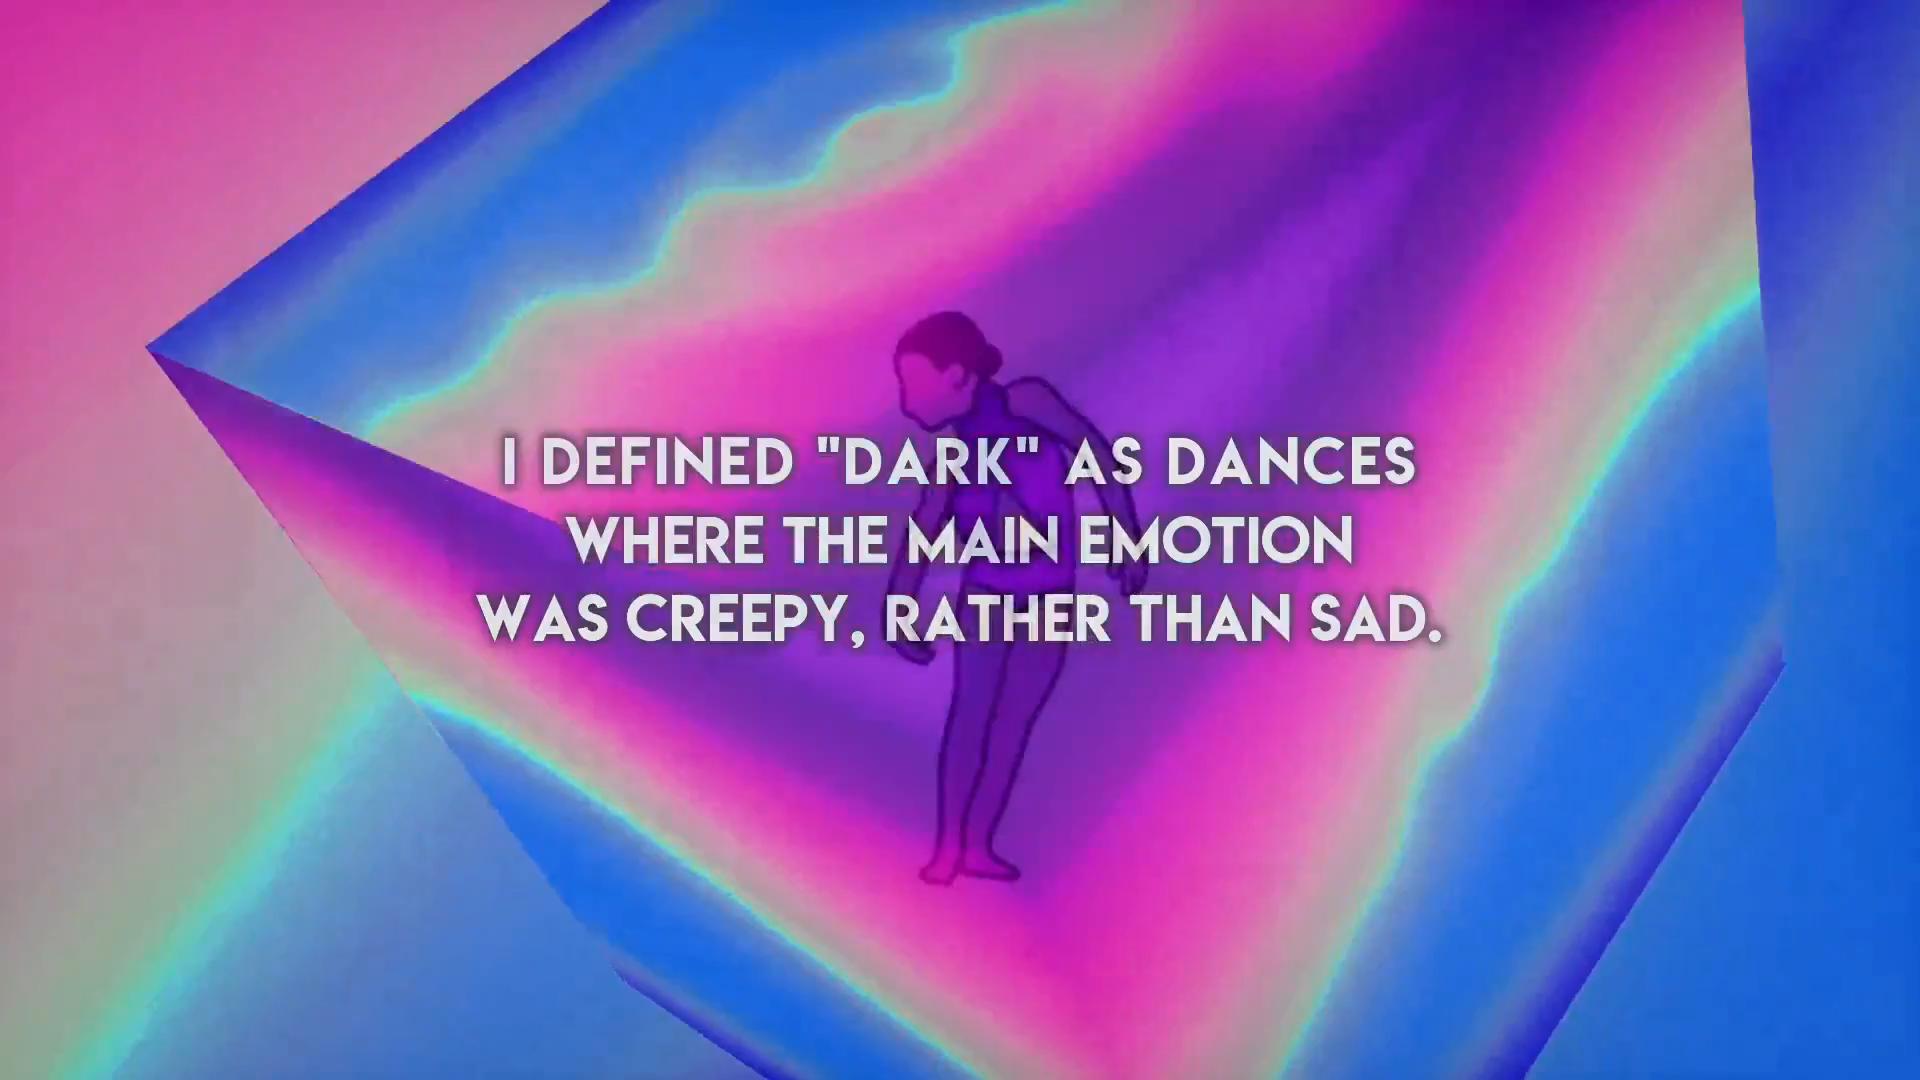 I DEFINED "DARK" AS DANCES
WHERE THE MAIN EMOTION
WAS CREEPY, RATHER THAN SAD.